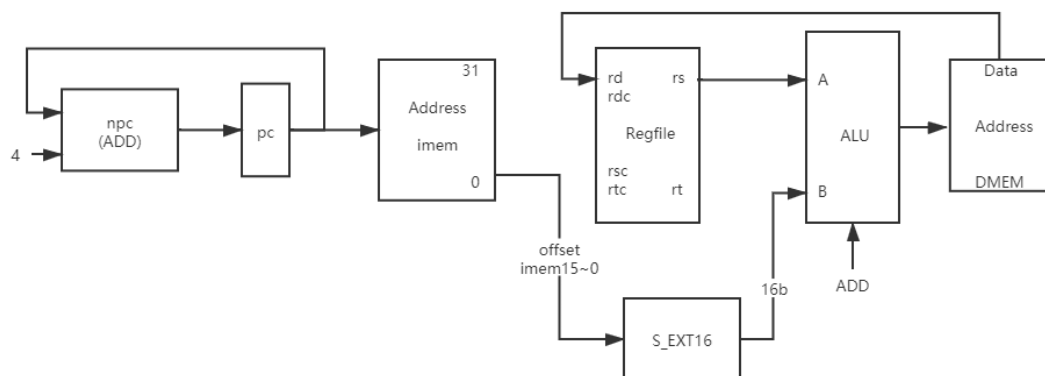 npc
(ADD)
4
pc
31
Address
imem
0
offset
imem15~0
S_EXT16
16b
rd
rs
rdc
Regfile
rsc
rtc
rt
A
ALU
B
ADD
Data
Address
DMEM